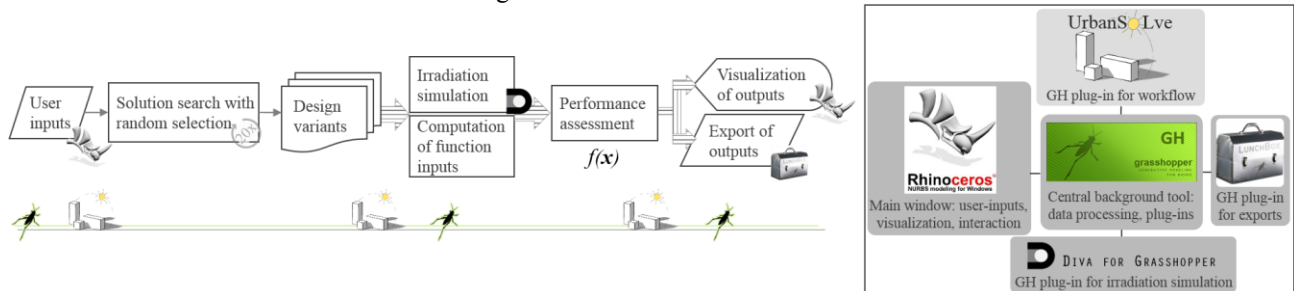 User
inputs
Solution search with
random selection
20x
Design
variants
Irradiation
simulation
Computation
of function
inputs
Performance
assessment
f(x)
Visualization
of outputs
Export of
outputs
LUNCHBOX
UrbanSOLve
GH plug-in for workflow
Rhinoceros®
NURBS modeling for Windows
Main window: user-inputs,
visualization, interaction
GH
grasshopper
Central background tool:
data processing, plug-ins
LUNCHBOX
GH plug-in
for exports
DIVA FOR GRASSHOPPER
GH plug-in for irradiation simulation